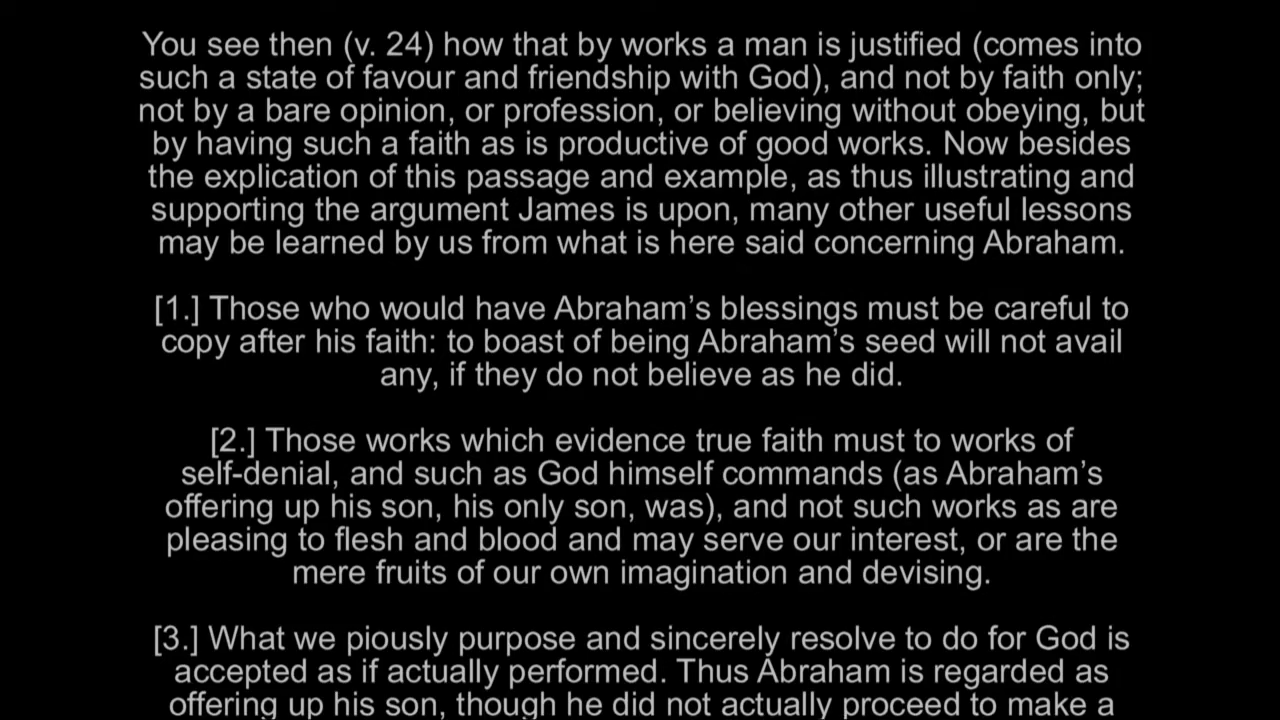 You see then (v. 24) how that by works a man is justified (comes into
such a state of favour and friendship with God), and not by faith only;
not by a bare opinion, or profession, or believing without obeying, but
by having such a faith as is productive of good works. Now besides
the explication of this passage and example, as thus illustrating and
supporting the argument James is upon, many other useful lessons
may be learned by us from what is here said concerning Abraham.
[1.] Those who would have Abraham’s blessings must be careful to
copy after his faith: to boast of being Abraham’s seed will not avail
any, if they do not believe as he did.
[2.] Those works which evidence true faith must to works of
self-denial, and such as God himself commands (as Abraham’s
offering up his son, his only son, was), and not such works as are
pleasing to flesh and blood and may serve our interest, or are the
mere fruits of our own imagination and devising.
[3.] What we piously purpose and sincerely resolve to do for God is
accepted as if actually performed. Thus Abraham is regarded as
offering up his son, though he did not actually proceed to make a